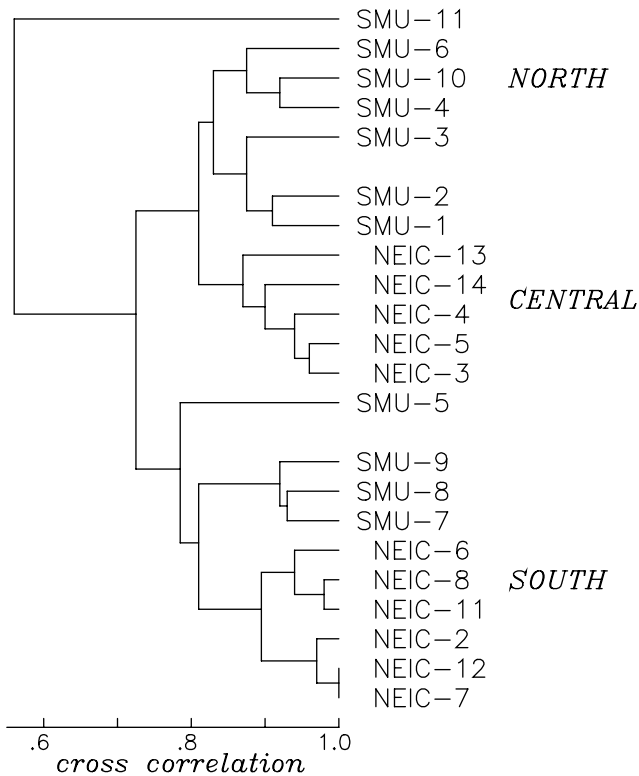 SMU-11
SMU-6
SMU-10 NORTH
SMU-4
SMU-3
SMU-2
SMU-1
NEIC-13
NEIC-14
CENTRAL
NEIC-4
NEIC-5
NEIC-3
SMU-5
SMU-9
SMU-8
SMU-7
NEIC-6
NEIC-8 SOUTH
NEIC-11
NEIC-2
NEIC-12
NEIC-7
.6 .8 1.0
cross correlation